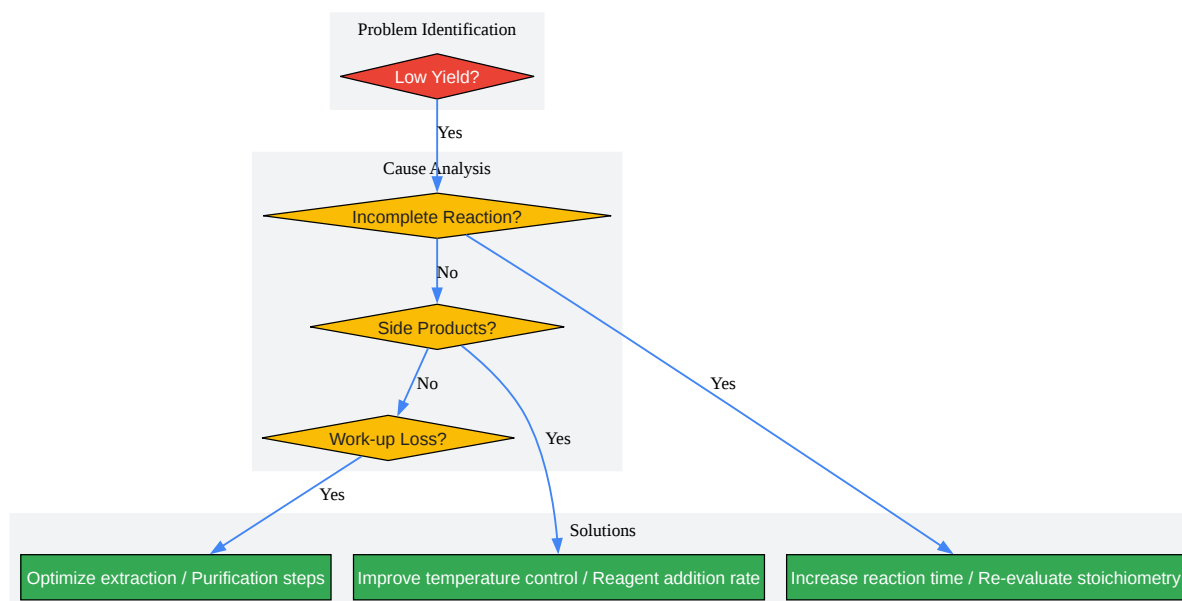 Problem Identification
Low Yield?
Yes
Cause Analysis
Incomplete Reaction?
No
Side Products?
No
Yes
Work-up Loss?
Yes
Yes
Solutions
Optimize extraction / Purification steps
Improve temperature control / Reagent addition rate
Increase reaction time / Re-evaluate stoichiometry